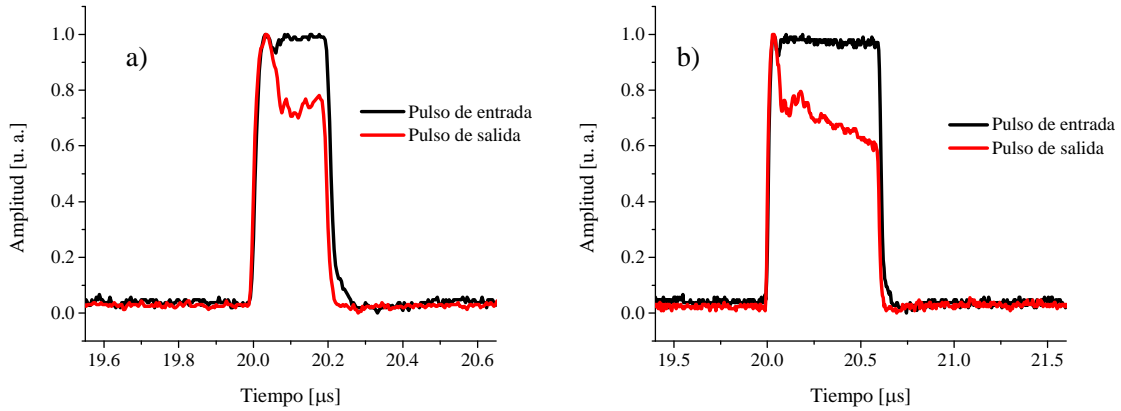 a)
1.0
0.8
0.6
0.4
0.2
0.0
Amplitud [u. a.]
Pulso de entrada
Pulso de salida
19.6 19.8 20.0 20.2 20.4 20.6
Tiempo [μs]
b)
1.0
0.8
0.6
0.4
0.2
0.0
Amplitud [u. a.]
Pulso de entrada
Pulso de salida
19.5 20.0 20.5 21.0 21.5
Tiempo [μs]